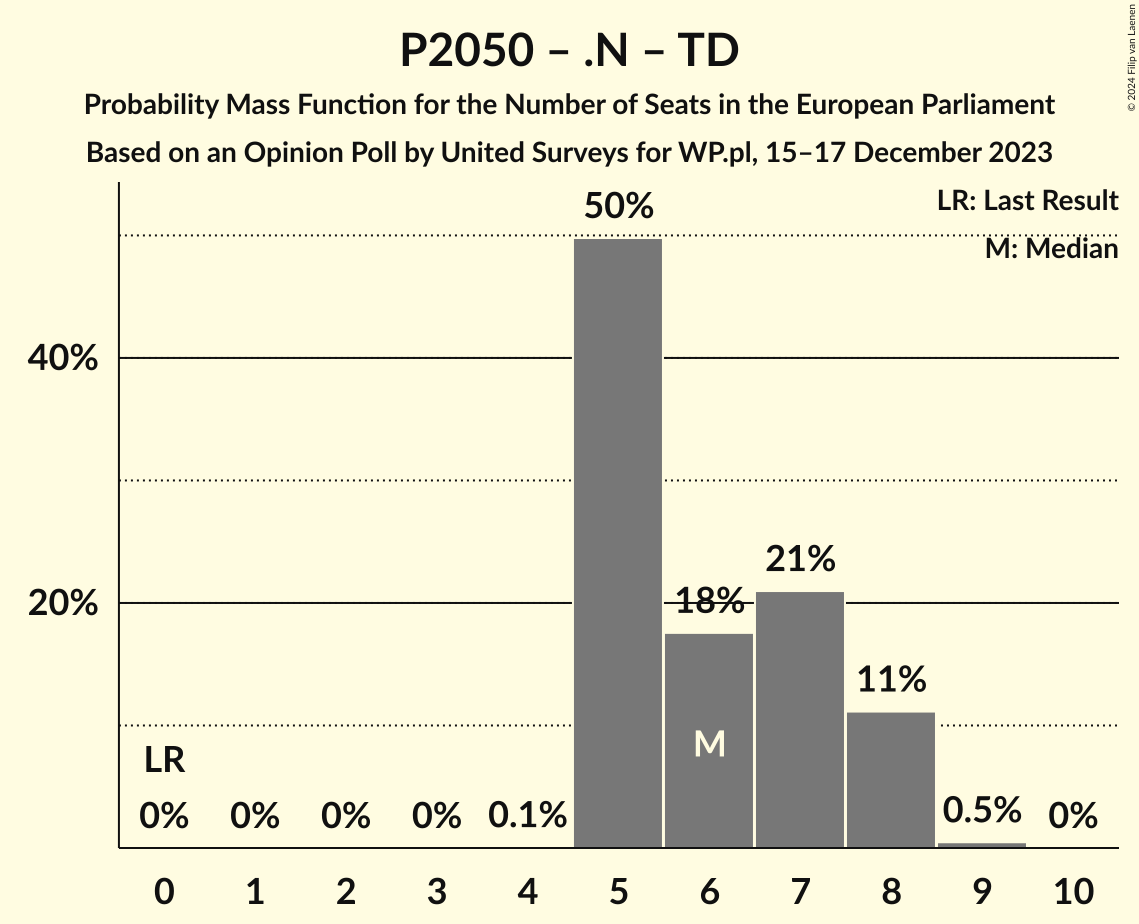 P2050 – .N – TD
Probability Mass Function for the Number of Seats in the European Parliament
Based on an Opinion Poll by United Surveys for WP.pl, 15–17 December 2023
© 2024 Filip van Laenen
LR: Last Result
M: Median
50%
40%
21%
20%
18%
11%
M
LR
0% 0% 0% 0% 0.1% 0.5% 0%
0 1 2 3 4 5 6 7 8 9 10